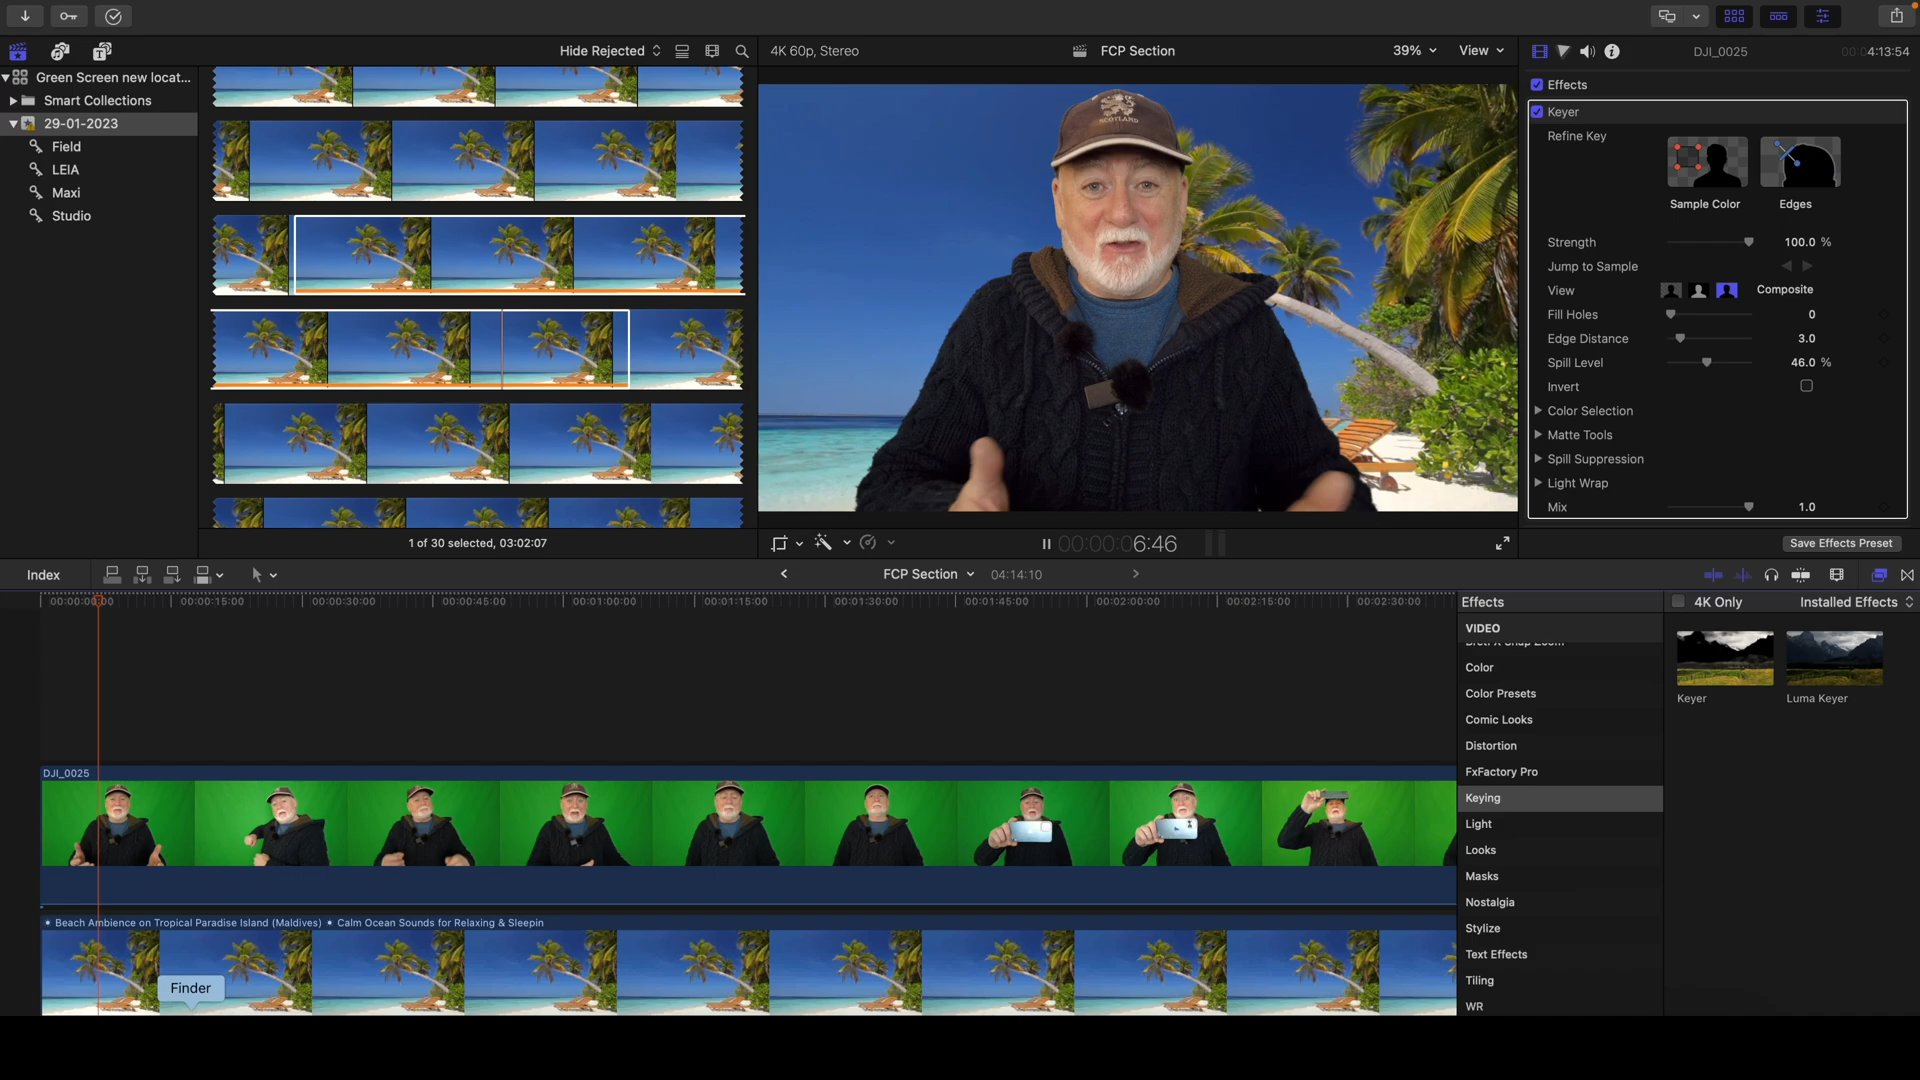 Hide Rejected
4K 60p, Stereo
FCP Section
39%
View
DJI_0025
00:00:04:13:54
Green Screen new locat...
Smart Collections
29-01-2023
Field
LEIA
Maxi
Studio
SCOTLAND
Effects
Keyer
Refine Key
Sample Color
Edges
Strength
100.0 %
Jump to Sample
View
Composite
Fill Holes
0
Edge Distance
3.0
Spill Level
46.0 %
Invert
Color Selection
Matte Tools
Spill Suppression
Light Wrap
Mix
1.0
1 of 30 selected, 03:02:07
00:00:06:46
Save Effects Preset
Index
FCP Section
04:14:10
00:00:00:00
00:00:15:00
00:00:30:00
00:00:45:00
00:01:00:00
00:01:15:00
00:01:30:00
00:01:45:00
00:02:00:00
00:02:15:00
00:02:30:00
Effects
4K Only
Installed Effects
VIDEO
Color
Color Presets
Comic Looks
Distortion
FxFactory Pro
Keying
Light
Looks
Masks
Nostalgia
Stylize
Text Effects
Tiling
WR
Keyer
Luma Keyer
DJI_0025
✴ Beach Ambience on Tropical Paradise Island (Maldives) ✴ Calm Ocean Sounds for Relaxing & Sleepin
Finder